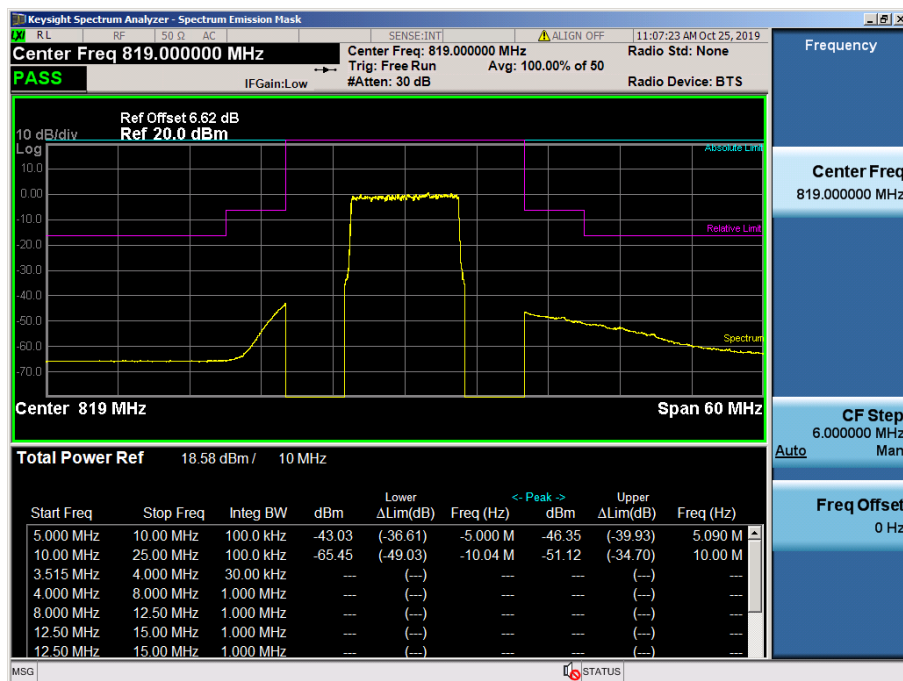 Keysight Spectrum Analyzer - Spectrum Emission Mask
LXI RL RF 50 Ω AC SENSE:INT ALIGN OFF 11:07:23 AM Oct 25, 2019
Center Freq 819.000000 MHz
Center Freq: 819.000000 MHz Radio Std: None
Trig: Free Run Avg: 100.00% of 50
PASS IFGain:Low #Atten: 30 dB Radio Device: BTS
Frequency
Ref Offset 6.62 dB
10 dB/div Ref 20.0 dBm
Log
Absolute Limit
10.0
0.00
-10.0
Relative Limit
-20.0
-30.0
-40.0
-50.0
Spectrum
-60.0
-70.0
Center 819 MHz Span 60 MHz
Center Freq
819.000000 MHz
CF Step
6.000000 MHz
Auto Man
Freq Offset
0 Hz
Total Power Ref 18.58 dBm / 10 MHz
Lower <- Peak -> Upper
Start Freq Stop Freq Integ BW dBm ΔLim(dB) Freq (Hz) dBm ΔLim(dB) Freq (Hz)
5.000 MHz 10.00 MHz 100.0 kHz -43.03 (-36.61) -5.000 M -46.35 (-39.93) 5.090 M
10.00 MHz 25.00 MHz 100.0 kHz -65.45 (-49.03) -10.04 M -51.12 (-34.70) 10.00 M
3.515 MHz 4.000 MHz 30.00 kHz --- (---) --- --- (---) ---
4.000 MHz 8.000 MHz 1.000 MHz --- (---) --- --- (---) ---
8.000 MHz 12.50 MHz 1.000 MHz --- (---) --- --- (---) ---
12.50 MHz 15.00 MHz 1.000 MHz --- (---) --- --- (---) ---
12.50 MHz 15.00 MHz 1.000 MHz --- (---) --- --- (---) ---
MSG STATUS